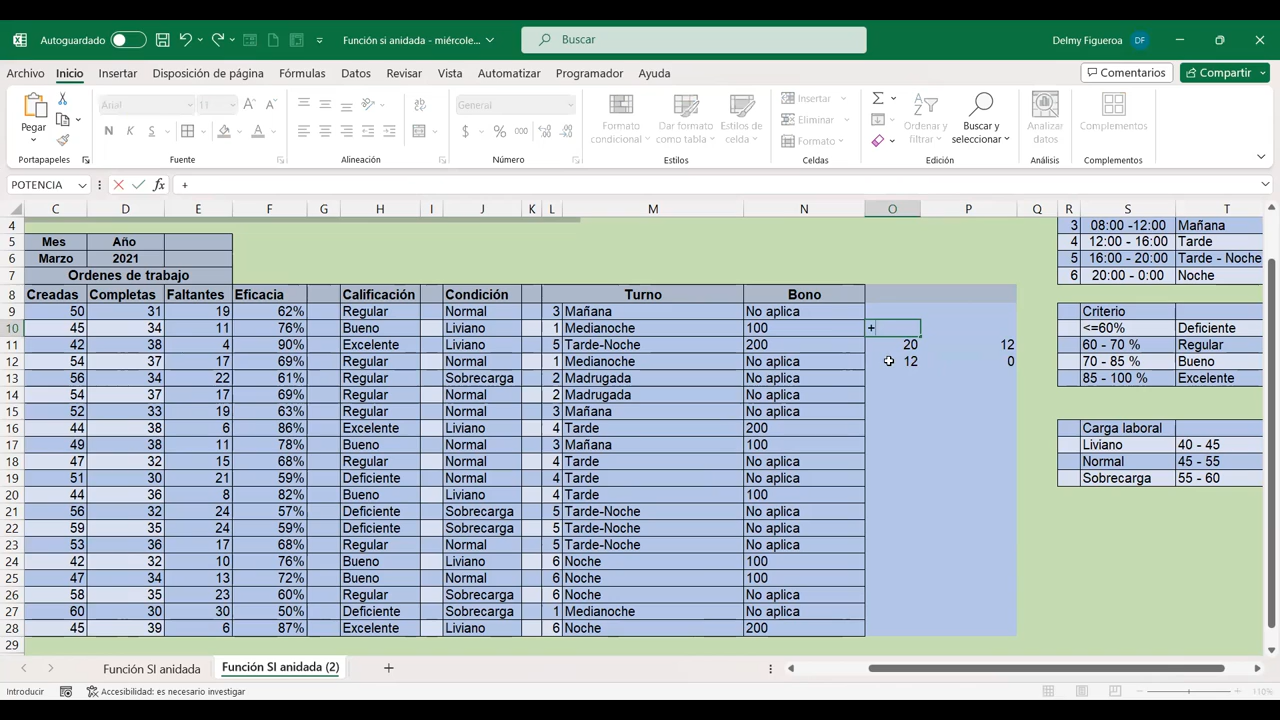 Autoguardado
Función si anidada - miércole...
Buscar
Delmy Figueroa DF
Archivo Inicio Insertar Disposición de página Fórmulas Datos Revisar Vista Automatizar Programador Ayuda
Comentarios Compartir
Pegar
Arial 11
N K S
General
Formato condicional
Dar formato como tabla
Estilos de celda
Insertar
Eliminar
Formato
Ordenar y filtrar
Buscar y seleccionar
Analizar datos
Complementos
Portapapeles Fuente Alineación Número Estilos Celdas Edición Análisis Complementos
POTENCIA fx +
C D E F G H I J K L M N O P Q R S T
4 3 08:00 -12:00 Mañana
5 Mes Año 4 12:00 - 16:00 Tarde
6 Marzo 2021 5 16:00 - 20:00 Tarde - Noche
7 Ordenes de trabajo 6 20:00 - 0:00 Noche
8 Creadas Completas Faltantes Eficacia Calificación Condición Turno Bono
9 50 31 19 62% Regular Normal 3 Mañana No aplica Criterio
10 45 34 11 76% Bueno Liviano 1 Medianoche 100 + <=60% Deficiente
11 42 38 4 90% Excelente Liviano 5 Tarde-Noche 200 20 12 60 - 70 % Regular
12 54 37 17 69% Regular Normal 1 Medianoche No aplica 12 0 70 - 85 % Bueno
13 56 34 22 61% Regular Sobrecarga 2 Madrugada No aplica 85 - 100 % Excelente
14 54 37 17 69% Regular Normal 2 Madrugada No aplica
15 52 33 19 63% Regular Normal 3 Mañana No aplica
16 44 38 6 86% Excelente Liviano 4 Tarde 200 Carga laboral
17 49 38 11 78% Bueno Normal 3 Mañana 100 Liviano 40 - 45
18 47 32 15 68% Regular Normal 4 Tarde No aplica Normal 45 - 55
19 51 30 21 59% Deficiente Normal 4 Tarde No aplica Sobrecarga 55 - 60
20 44 36 8 82% Bueno Liviano 4 Tarde 100
21 56 32 24 57% Deficiente Sobrecarga 5 Tarde-Noche No aplica
22 59 35 24 59% Deficiente Sobrecarga 5 Tarde-Noche No aplica
23 53 36 17 68% Regular Normal 5 Tarde-Noche No aplica
24 42 32 10 76% Bueno Liviano 6 Noche 100
25 47 34 13 72% Bueno Normal 6 Noche 100
26 58 35 23 60% Regular Sobrecarga 6 Noche No aplica
27 60 30 30 50% Deficiente Sobrecarga 1 Medianoche No aplica
28 45 39 6 87% Excelente Liviano 6 Noche 200
29
Función SI anidada Función SI anidada (2)
Introducir Accesibilidad: es necesario investigar 110%